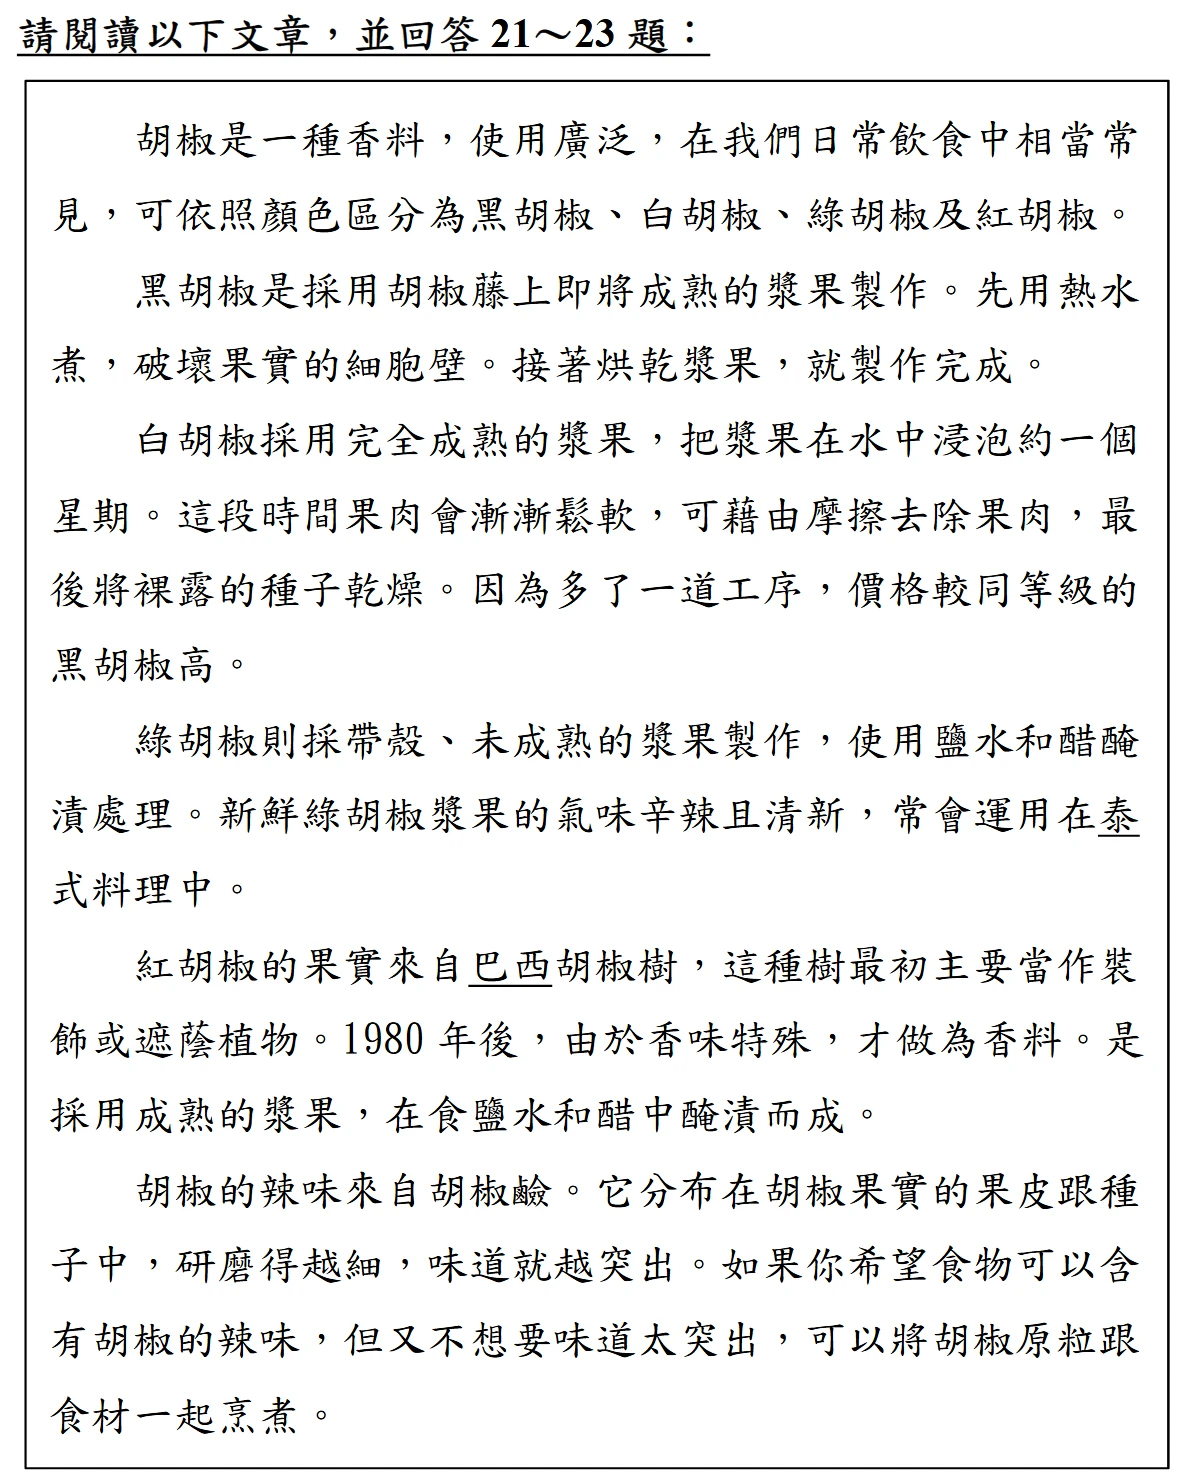 請閱讀以下文章，並回答 21～23 題：
胡椒是一種香料，使用廣泛，在我們日常飲食中相當常
見，可依照顏色區分為黑胡椒、白胡椒、綠胡椒及紅胡椒。
黑胡椒是採用胡椒藤上即將成熟的漿果製作。先用熱水
煮，破壞果實的細胞壁。接著烘乾漿果，就製作完成。
白胡椒採用完全成熟的漿果，把漿果在水中浸泡約一個
星期。這段時間果肉會漸漸鬆軟，可藉由摩擦去除果肉，最
後將裸露的種子乾燥。因為多了一道工序，價格較同等級的
黑胡椒高。
綠胡椒則採帶殼、未成熟的漿果製作，使用鹽水和醋醃
漬處理。新鮮綠胡椒漿果的氣味辛辣且清新，常會運用在泰
式料理中。
紅胡椒的果實來自巴西胡椒樹，這種樹最初主要當作裝
飾或遮蔭植物。1980 年後，由於香味特殊，才做為香料。是
採用成熟的漿果，在食鹽水和醋中醃漬而成。
胡椒的辣味來自胡椒鹼。它分布在胡椒果實的果皮跟種
子中，研磨得越細，味道就越突出。如果你希望食物可以含
有胡椒的辣味，但又不想要味道太突出，可以將胡椒原粒跟
食材一起烹煮。